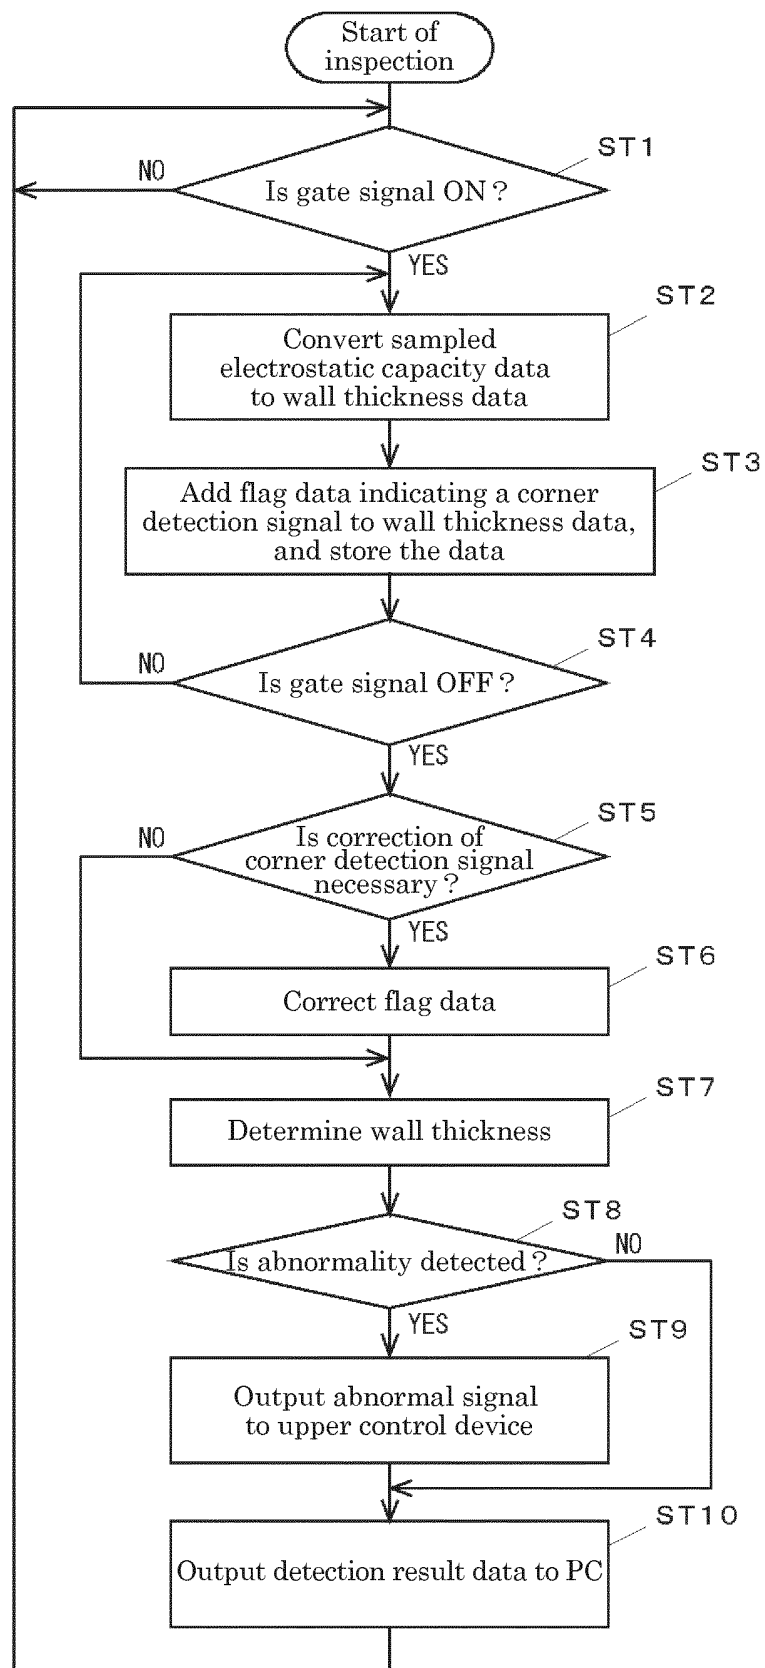 Start of
inspection
ST1
NO
Is gate signal ON?
YES
ST2
Convert sampled
electrostatic capacity data
to wall thickness data
ST3
Add flag data indicating a corner
detection signal to wall thickness data,
and store the data
ST4
NO
Is gate signal OFF?
YES
ST5
NO
Is correction of
corner detection signal
necessary?
YES
ST6
Correct flag data
ST7
Determine wall thickness
ST8
NO
Is abnormality detected?
YES
ST9
Output abnormal signal
to upper control device
ST10
Output detection result data to PC